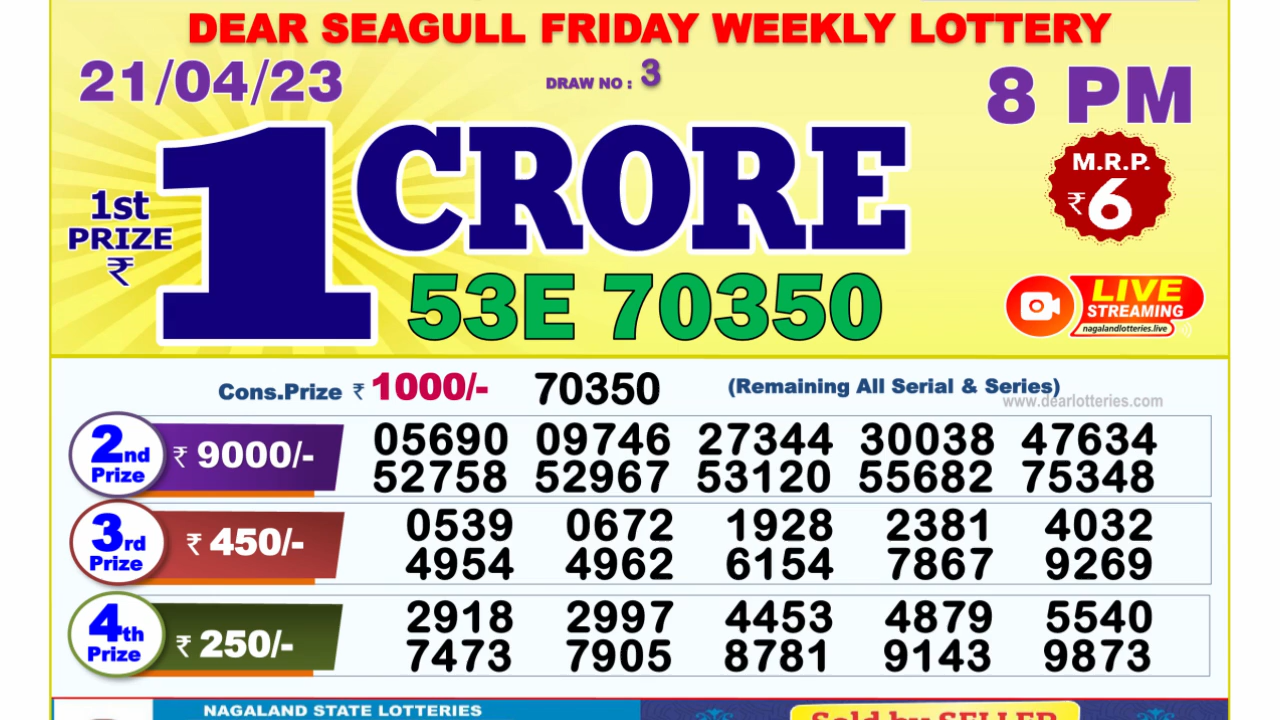 DEAR SEAGULL FRIDAY WEEKLY LOTTERY
21/04/23
DRAW NO : 3
8 PM
1st
PRIZE
₹
1 CRORE
M.R.P.
₹ 6
53E 70350
LIVE
STREAMING
nagalandlotteries.live
Cons.Prize ₹ 1000/- 70350 (Remaining All Serial & Series)
www.dearlotteries.com
2nd
Prize
₹ 9000/-
05690 09746 27344 30038 47634
52758 52967 53120 55682 75348
3rd
Prize
₹ 450/-
0539 0672 1928 2381 4032
4954 4962 6154 7867 9269
4th
Prize
₹ 250/-
2918 2997 4453 4879 5540
7473 7905 8781 9143 9873
NAGALAND STATE LOTTERIES
Sold by SELLER